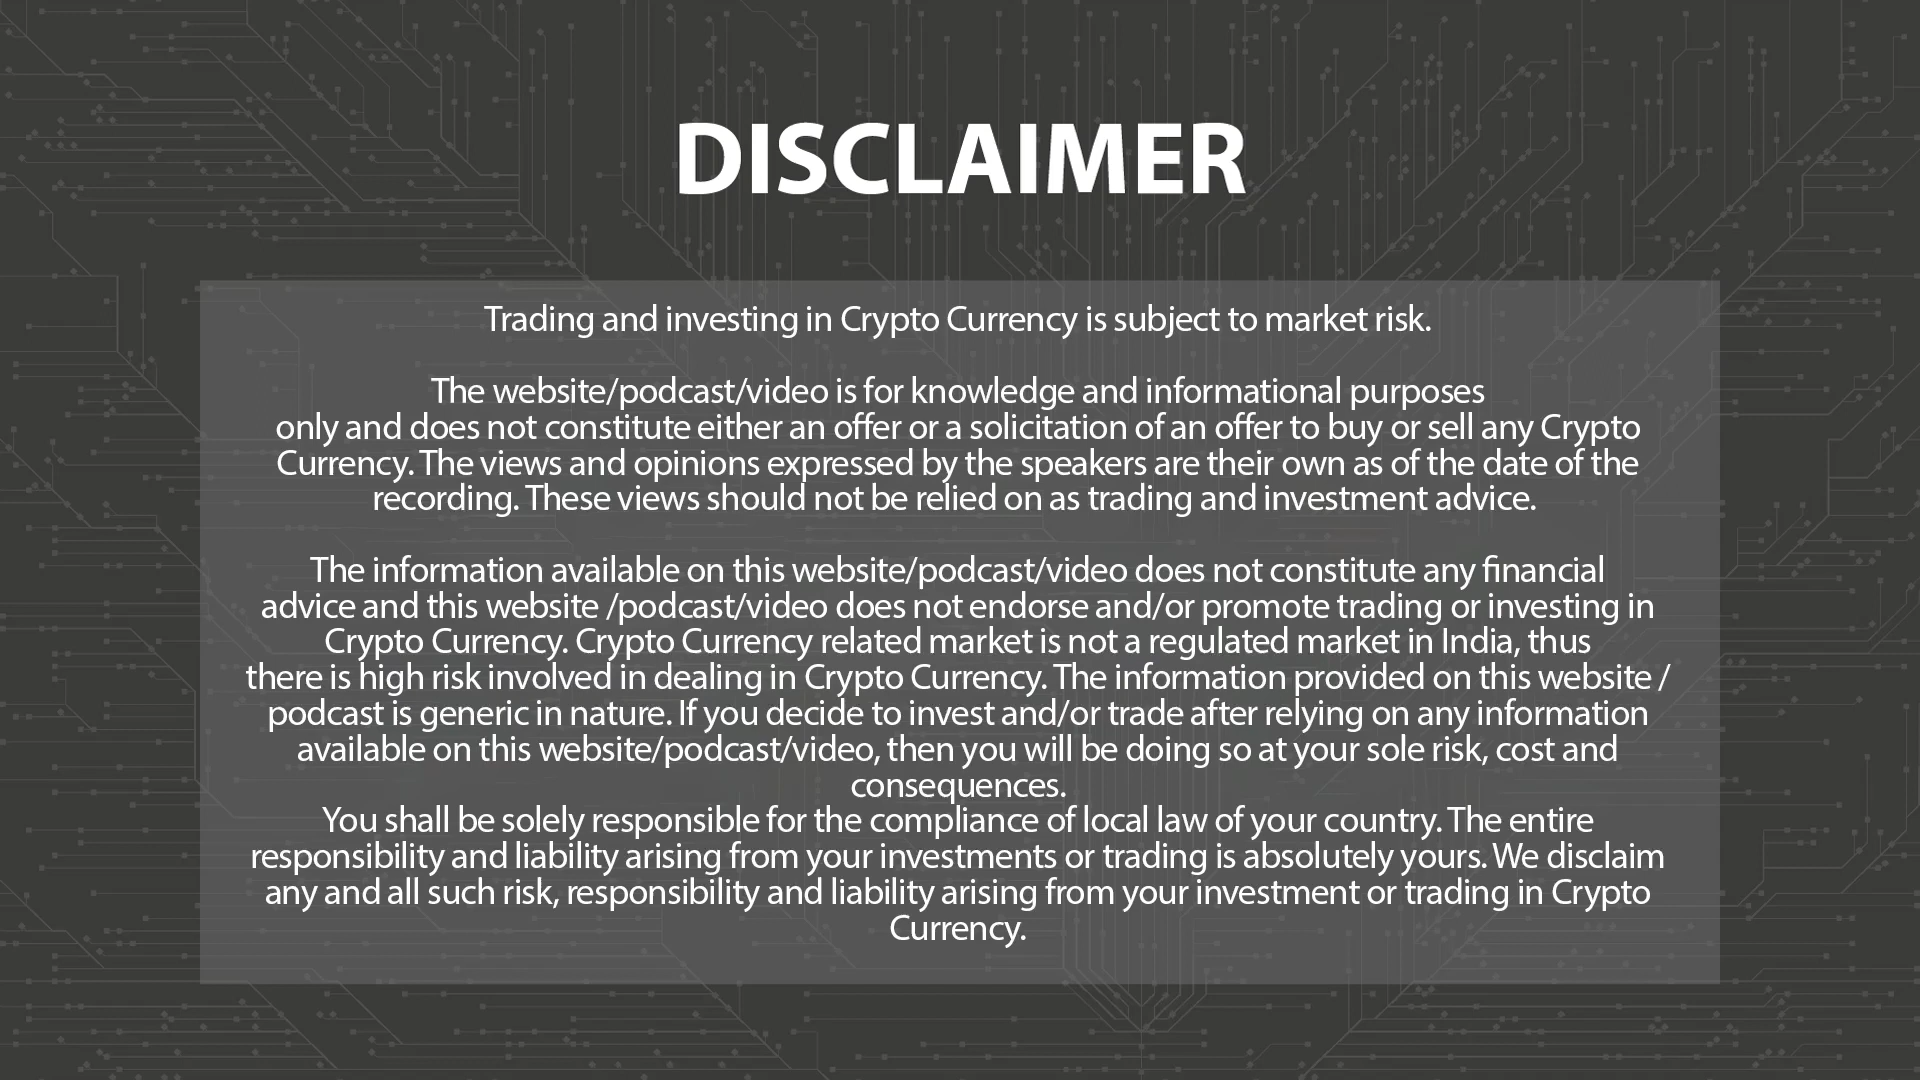 DISCLAIMER
Trading and investing in Crypto Currency is subject to market risk.
The website/podcast/video is for knowledge and informational purposes
only and does not constitute either an offer or a solicitation of an offer to buy or sell any Crypto
Currency. The views and opinions expressed by the speakers are their own as of the date of the
recording. These views should not be relied on as trading and investment advice.
The information available on this website/podcast/video does not constitute any financial
advice and this website /podcast/video does not endorse and/or promote trading or investing in
Crypto Currency. Crypto Currency related market is not a regulated market in India, thus
there is high risk involved in dealing in Crypto Currency. The information provided on this website /
podcast is generic in nature. If you decide to invest and/or trade after relying on any information
available on this website/podcast/video, then you will be doing so at your sole risk, cost and
consequences.
You shall be solely responsible for the compliance of local law of your country. The entire
responsibility and liability arising from your investments or trading is absolutely yours. We disclaim
any and all such risk, responsibility and liability arising from your investment or trading in Crypto
Currency.